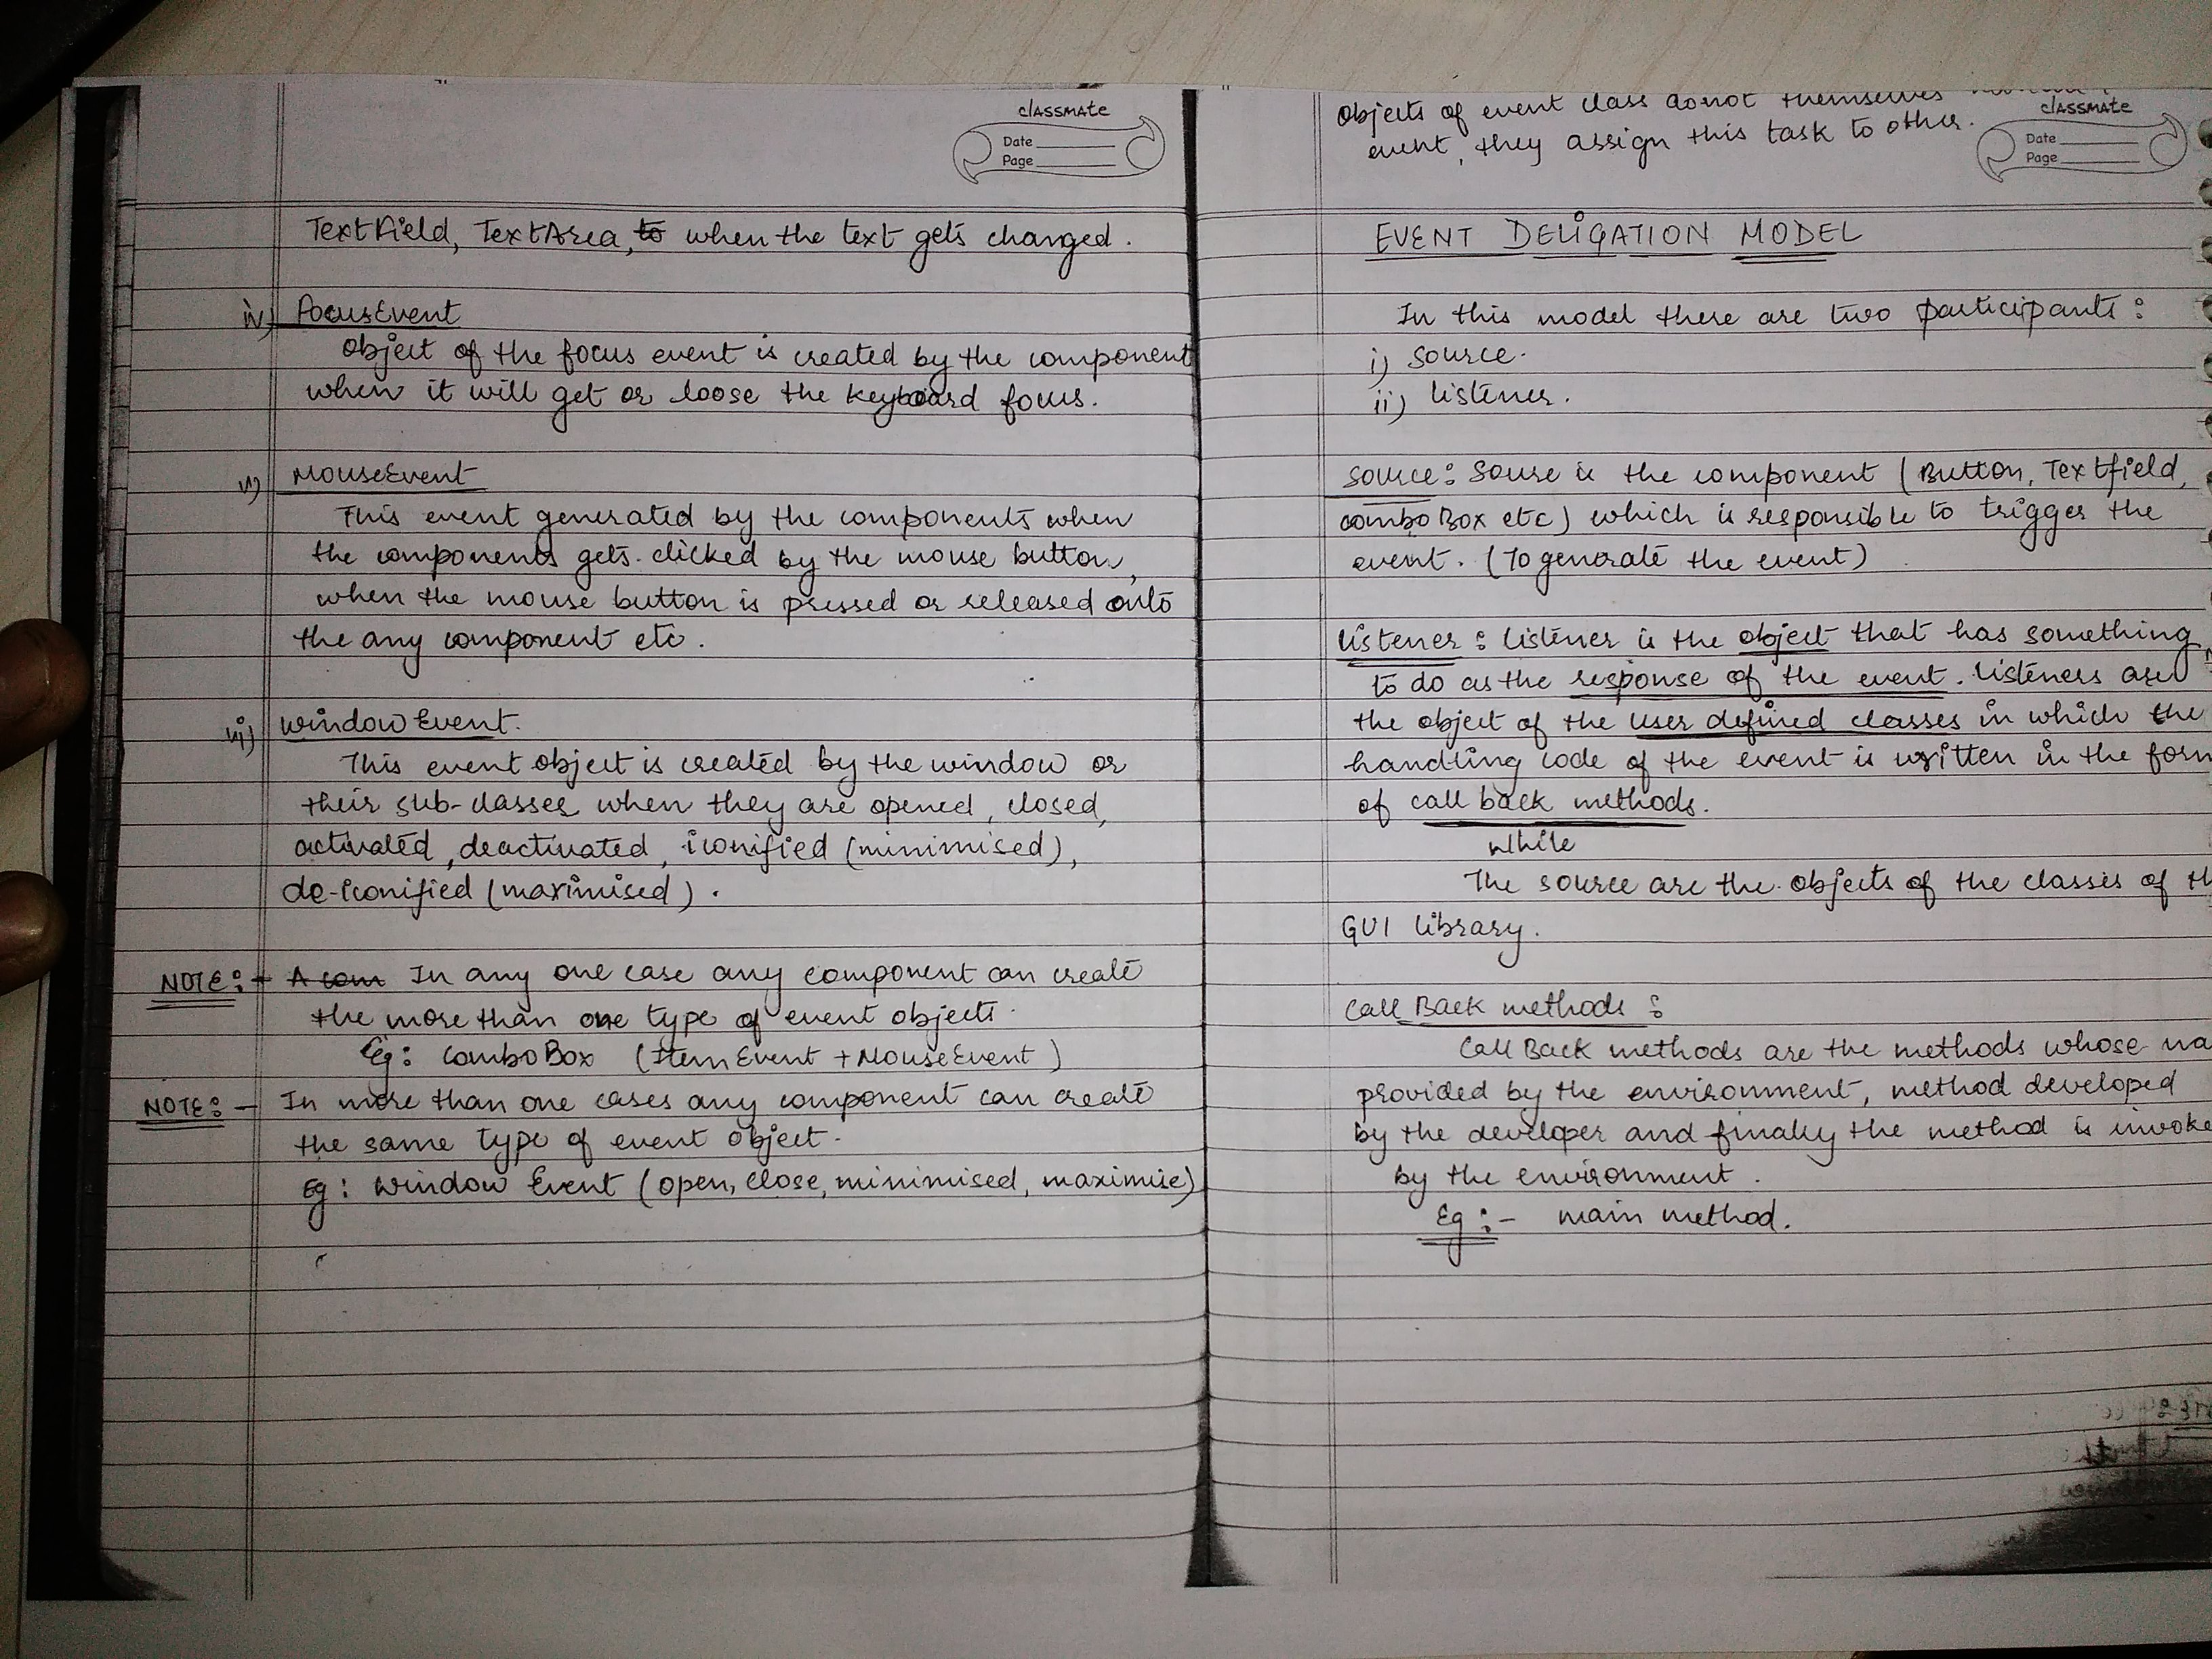 classmate
Date
Page
TextField, TextArea, to when the text gets changed.
iv) FocusEvent
Object of the focus event is created by the component
when it will get or loose the keyboard focus.
v) MouseEvent
This event generated by the components when
the components gets clicked by the mouse button,
when the mouse button is pressed or released onto
the any component etc.
vi) Window Event.
This event object is created by the window or
their sub-classes when they are opened, closed,
activated, deactivated, iconified (minimised),
de-iconified (maximised).
NOTE:- A com In any one case any component can create
the more than one type of event objects.
Eg: ComboBox (ItemEvent + MouseEvent)
NOTE:- In more than one cases any component can create
the same type of event object.
Eg: Window Event (open, close, minimised, maximise)
Objects of event class donot themselves
event, they assign this task to other.
classmate
Date
Page
EVENT DELIGATION MODEL
In this model there are two participants:
i) Source.
ii) Listener.
Source: Sourse is the component (Button, Textfield,
combo Box etc) which is responsible to trigger the
event. (To generate the event)
Listener: Listener is the object that has something
to do as the response of the event. Listeners are
the object of the user defined classes in which the
handling code of the event is written in the form
of call back methods.
while
The source are the objects of the classes of th
GUI library.
Call Back methods:
Call Back methods are the methods whose na
provided by the environment, method developed
by the developer and finally the method is invoke
by the environment.
Eg:- main method.